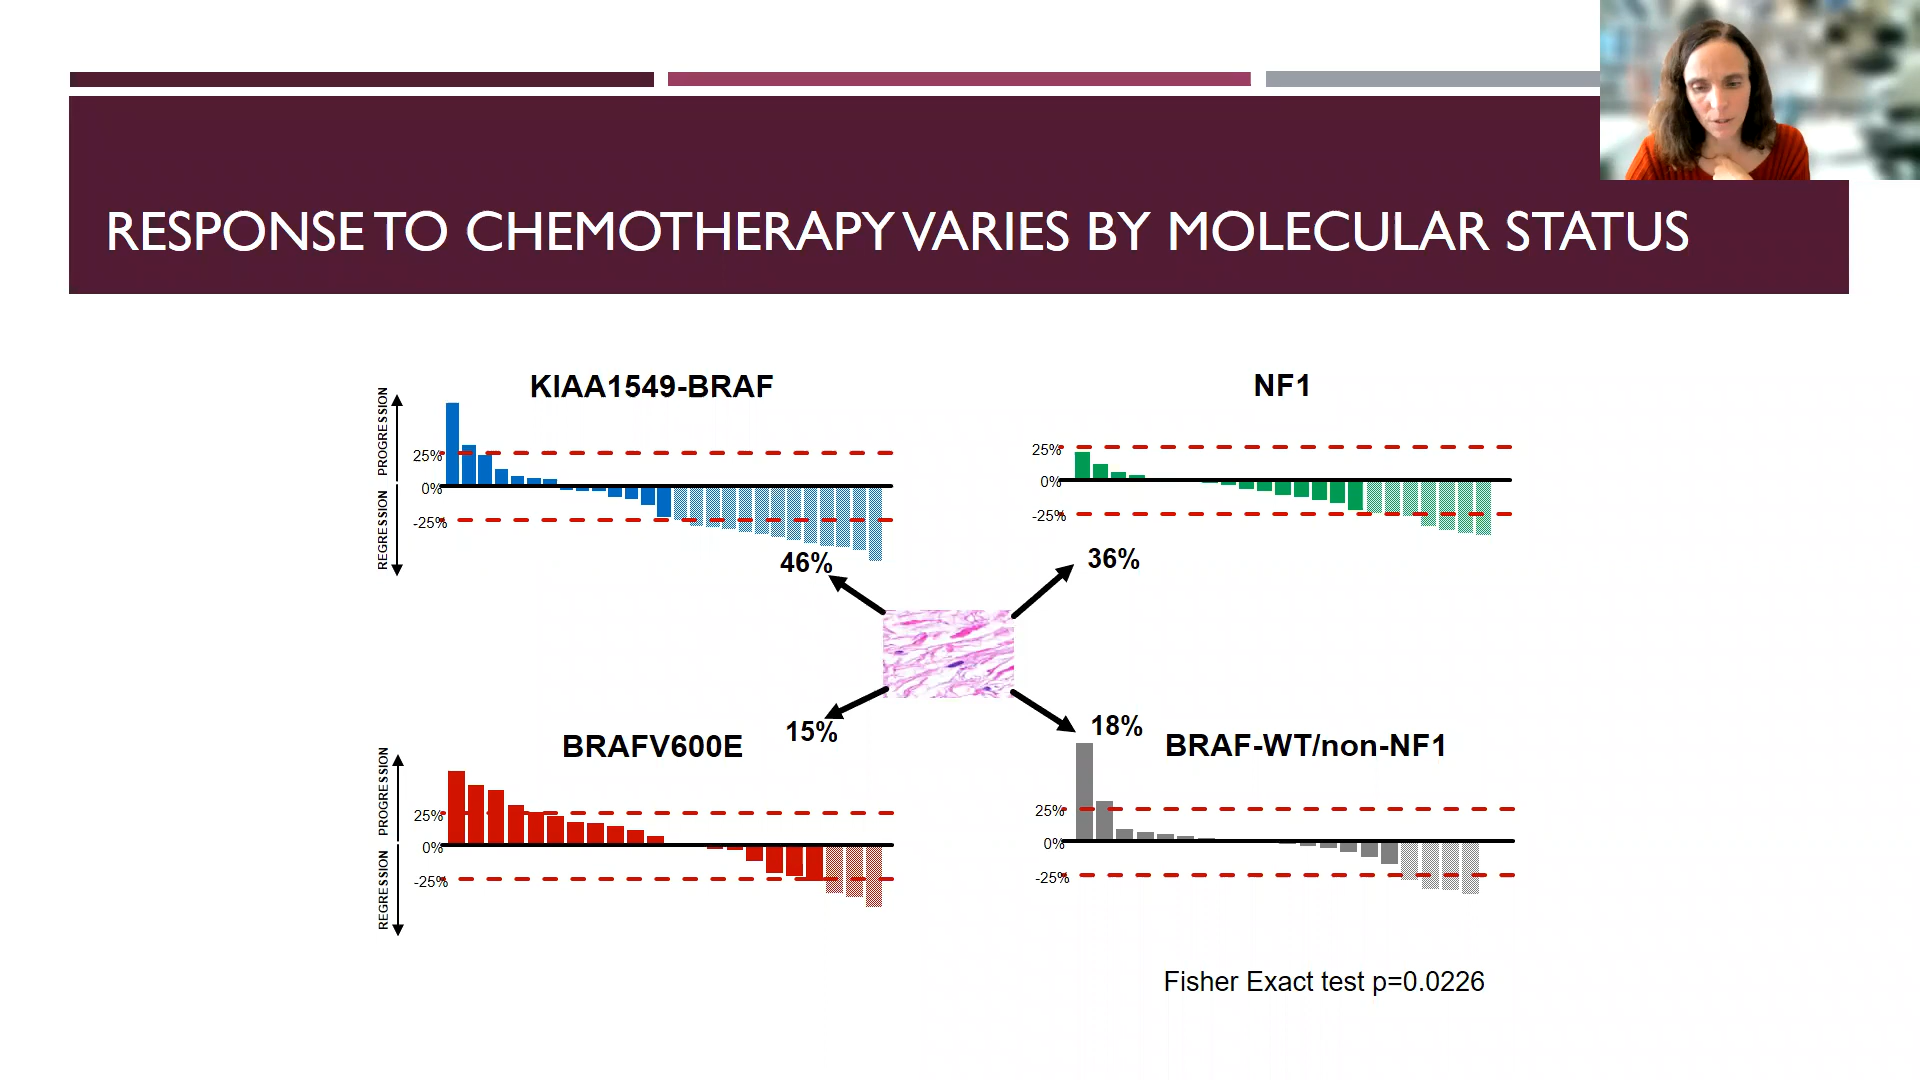 RESPONSE TO CHEMOTHERAPY VARIES BY MOLECULAR STATUS
KIAA1549-BRAF
PROGRESSION
REGRESSION
25%
0%
-25%
46%
NF1
25%
0%
-25%
36%
BRAFV600E
PROGRESSION
REGRESSION
25%
0%
-25%
15%
18%
BRAF-WT/non-NF1
25%
0%
-25%
Fisher Exact test p=0.0226